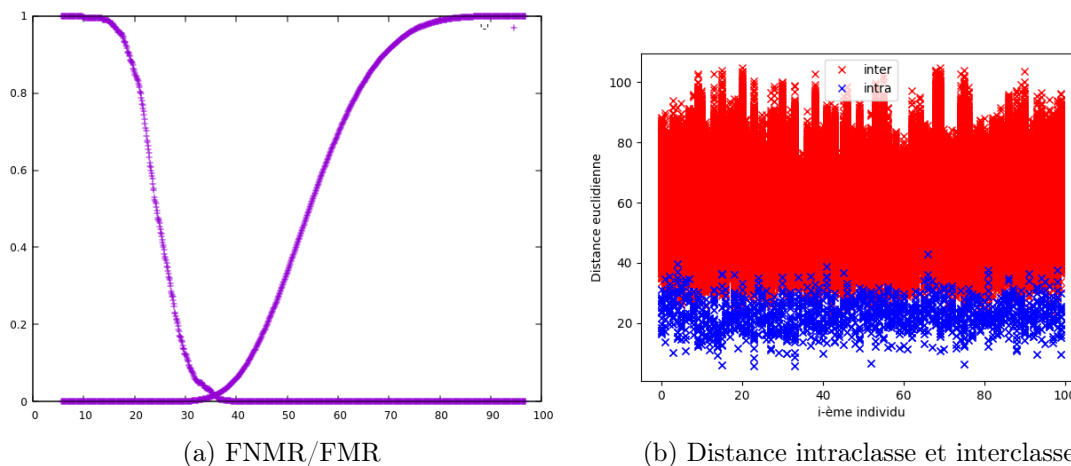 1
0.8
0.6
0.4
0.2
0
0 10 20 30 40 50 60 70 80 90 100
'-'
(a) FNMR/FMR
inter
intra
Distance euclidienne
100
80
60
40
20
0 20 40 60 80 100
i-ème individu
(b) Distance intraclasse et interclasse